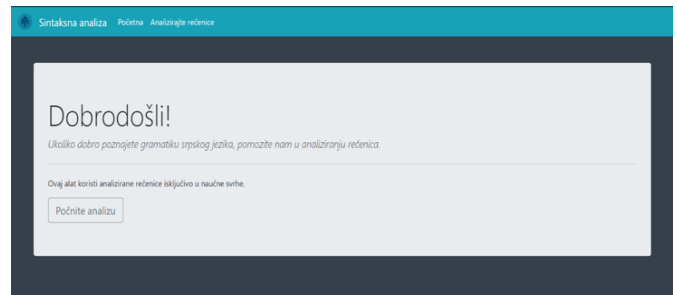 Sintaksna analiza Početna Analizirajte rečenice
Dobrodošli!
Ukoliko dobro poznajete gramatiku srpskog jezika, pomozite nam u analiziranju rečenica.
Ovaj alat koristi analizirane rečenice isključivo u naučne svrhe.
Počnite analizu